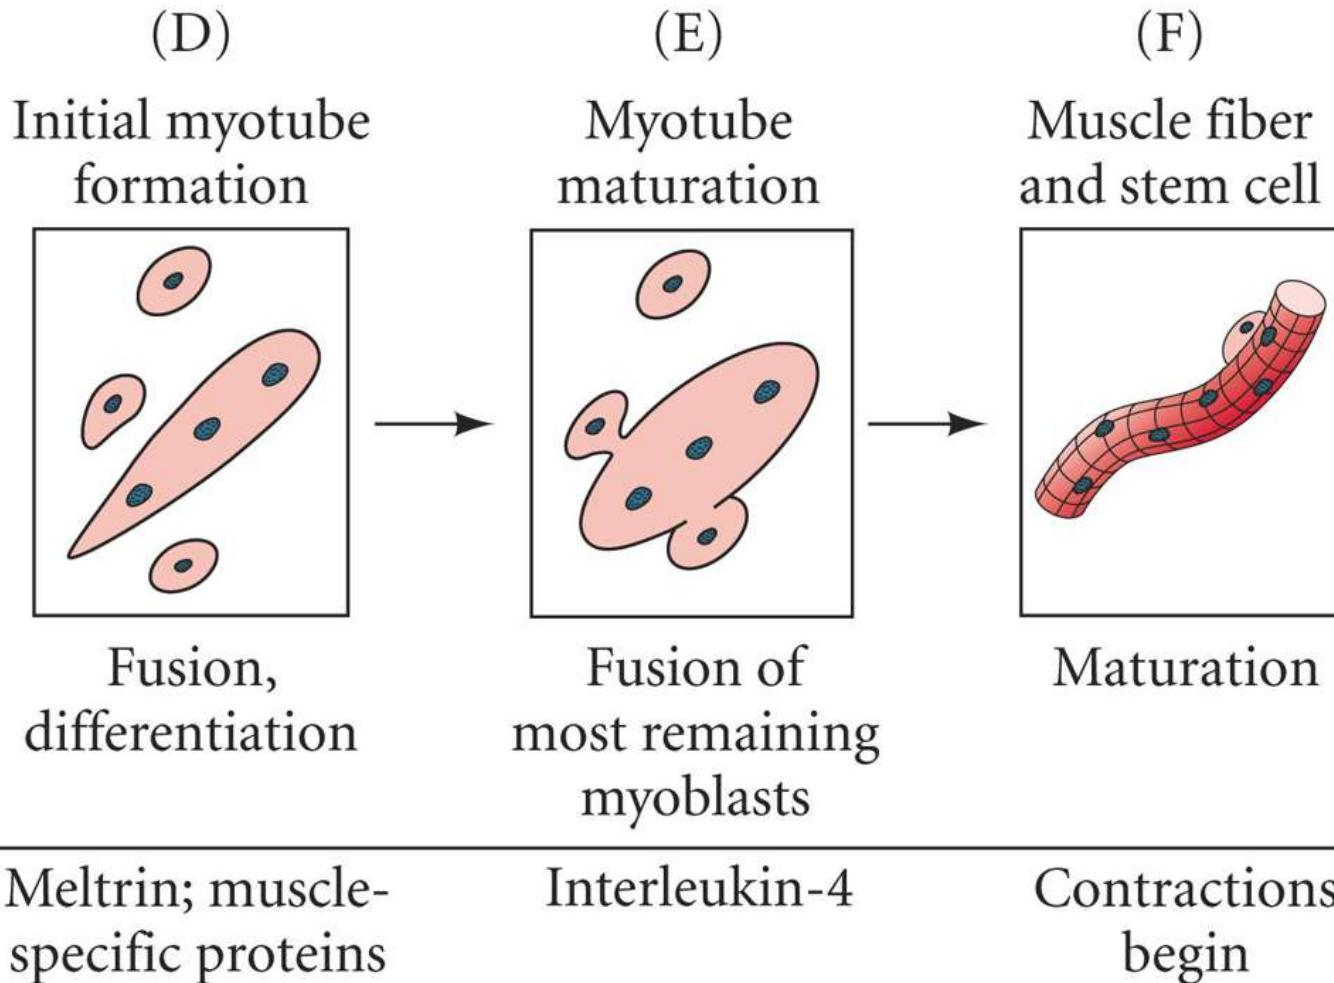 (D)
Initial myotube
formation
Fusion,
differentiation
Meltrin; muscle-
specific proteins
(E)
Myotube
maturation
Fusion of
most remaining
myoblasts
Interleukin-4
(F)
Muscle fiber
and stem cell
Maturation
Contractions
begin